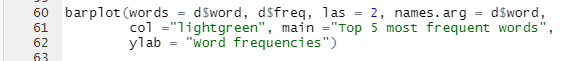 60 barplot(words = d$word, d$freq, las = 2, names.arg = d$word,
61 col ="lightgreen", main ="Top 5 most frequent words",
62 ylab = "Word frequencies")
63